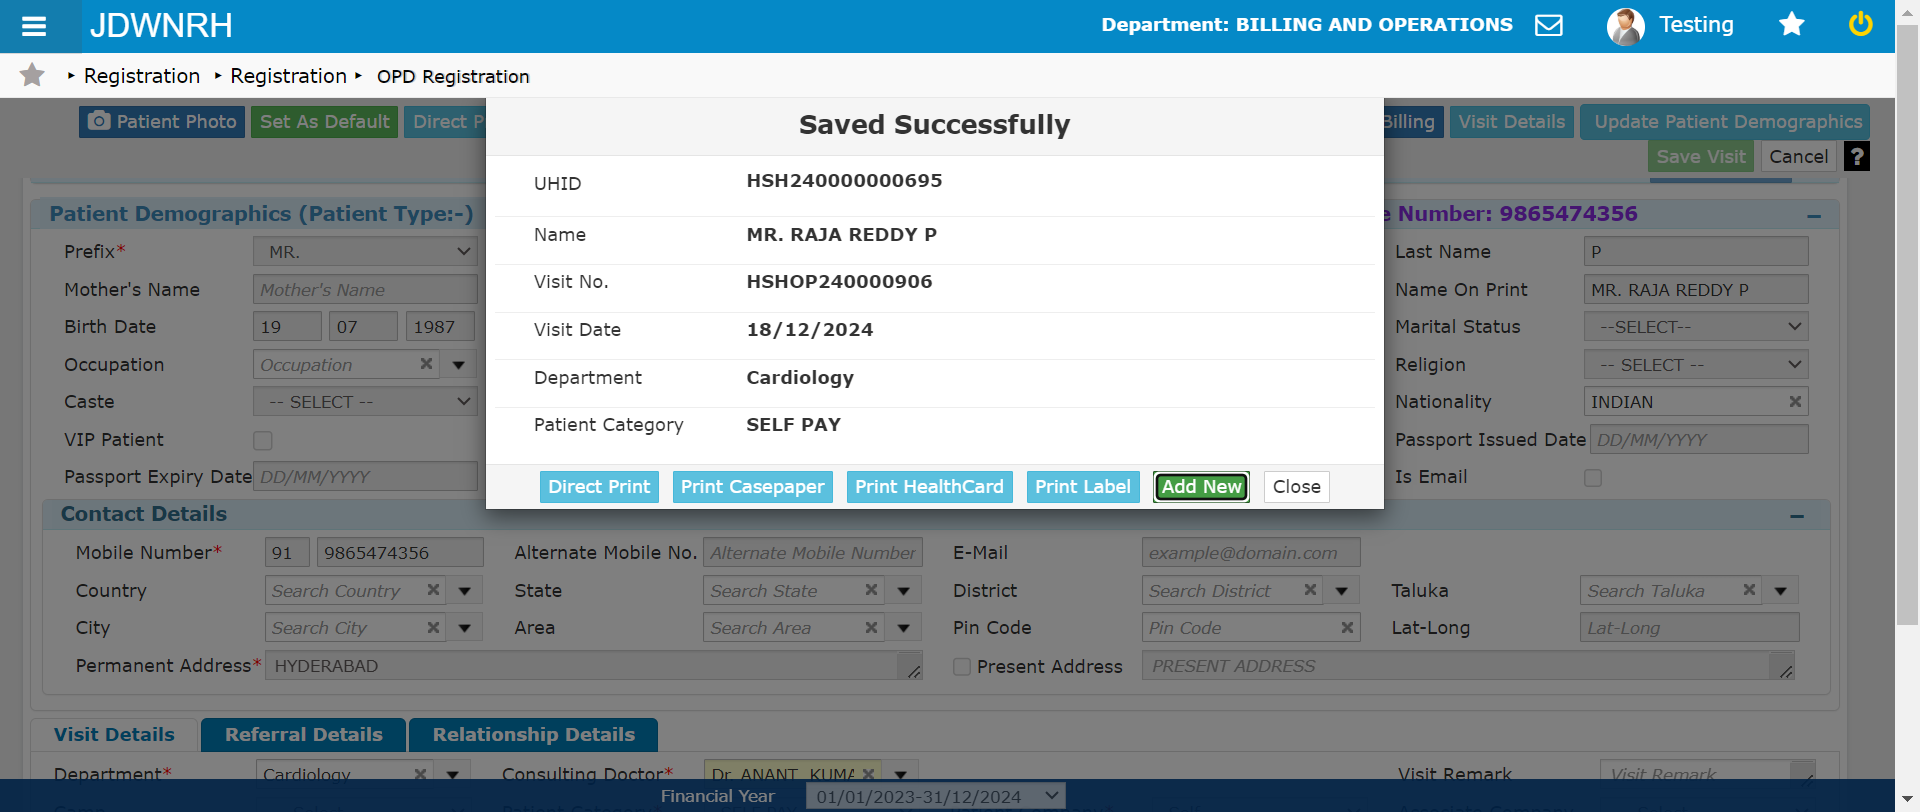 JDWNRH
Department: BILLING AND OPERATIONS
Testing
Registration Registration OPD Registration
Patient Photo Set As Default Direct P Billing Visit Details Update Patient Demographics
Save Visit Cancel ?
Saved Successfully
UHID HSH240000000695
Name MR. RAJA REDDY P
Visit No. HSHOP240000906
Visit Date 18/12/2024
Department Cardiology
Patient Category SELF PAY
Direct Print Print Casepaper Print HealthCard Print Label Add New Close
Patient Demographics (Patient Type:-) e Number: 9865474356
Prefix* MR. Last Name P
Mother's Name Mother's Name Name On Print MR. RAJA REDDY P
Birth Date 19 07 1987 Marital Status --SELECT--
Occupation Occupation Religion -- SELECT --
Caste -- SELECT -- Nationality INDIAN
VIP Patient Passport Issued Date DD/MM/YYYY
Passport Expiry Date DD/MM/YYYY Is Email
Contact Details
Mobile Number* 91 9865474356 Alternate Mobile No. Alternate Mobile Number E-Mail example@domain.com
Country Search Country State Search State District Search District Taluka Search Taluka
City Search City Area Search Area Pin Code Pin Code Lat-Long Lat-Long
Permanent Address* HYDERABAD Present Address PRESENT ADDRESS
Visit Details Referral Details Relationship Details
Department* Cardiology Consulting Doctor* Dr. ANANT KUMA Visit Remark Visit Remark
Financial Year 01/01/2023-31/12/2024